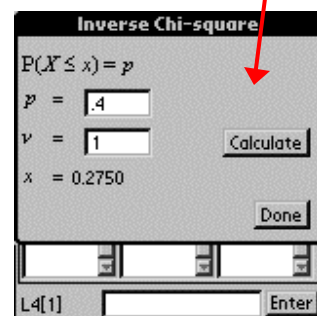 Inverse Chi-square
P(X ≤ x) = p
p = .4
ν = 1
Calculate
x = 0.2750
Done
L4[1] Enter